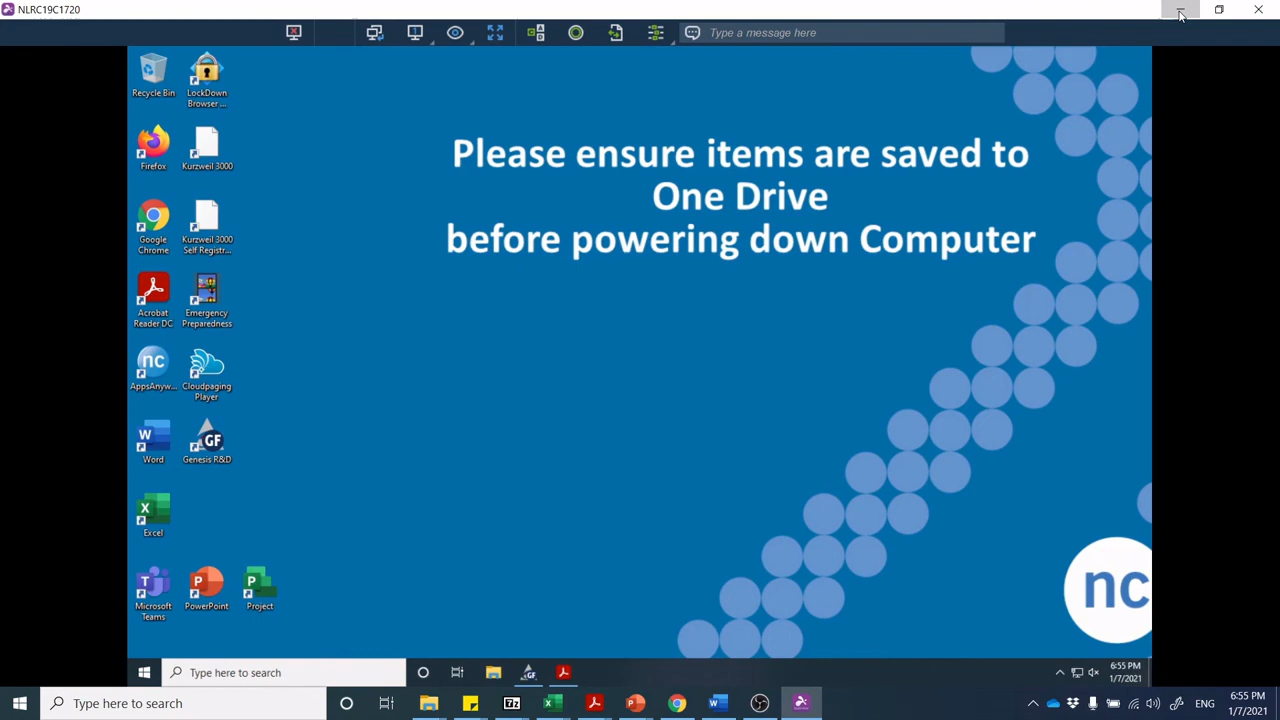 NLRC19C1720
Type a message here
Please ensure items are saved to
One Drive
before powering down Computer
Recycle Bin
LockDown
Browser ...
Firefox
Kurzweil 3000
Google
Chrome
Kurzweil 3000
Self Registr...
Acrobat
Reader DC
Emergency
Preparedness
nc
AppsAnyw...
Cloudpaging
Player
W
Word
GF
Genesis R&D
X
Excel
Microsoft
Teams
PowerPoint
Project
nc
Type here to search
6:55 PM
1/7/2021
Type here to search
ENG
6:55 PM
1/7/2021